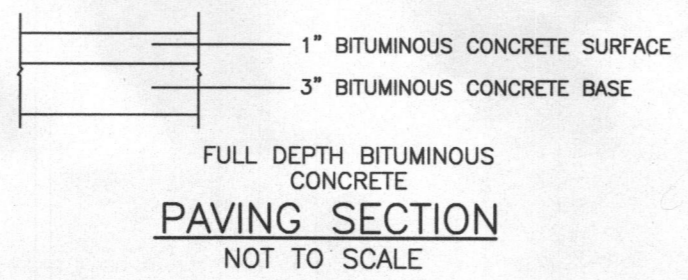 1" BITUMINOUS CONCRETE SURFACE
3" BITUMINOUS CONCRETE BASE
FULL DEPTH BITUMINOUS
CONCRETE
PAVING SECTION
NOT TO SCALE